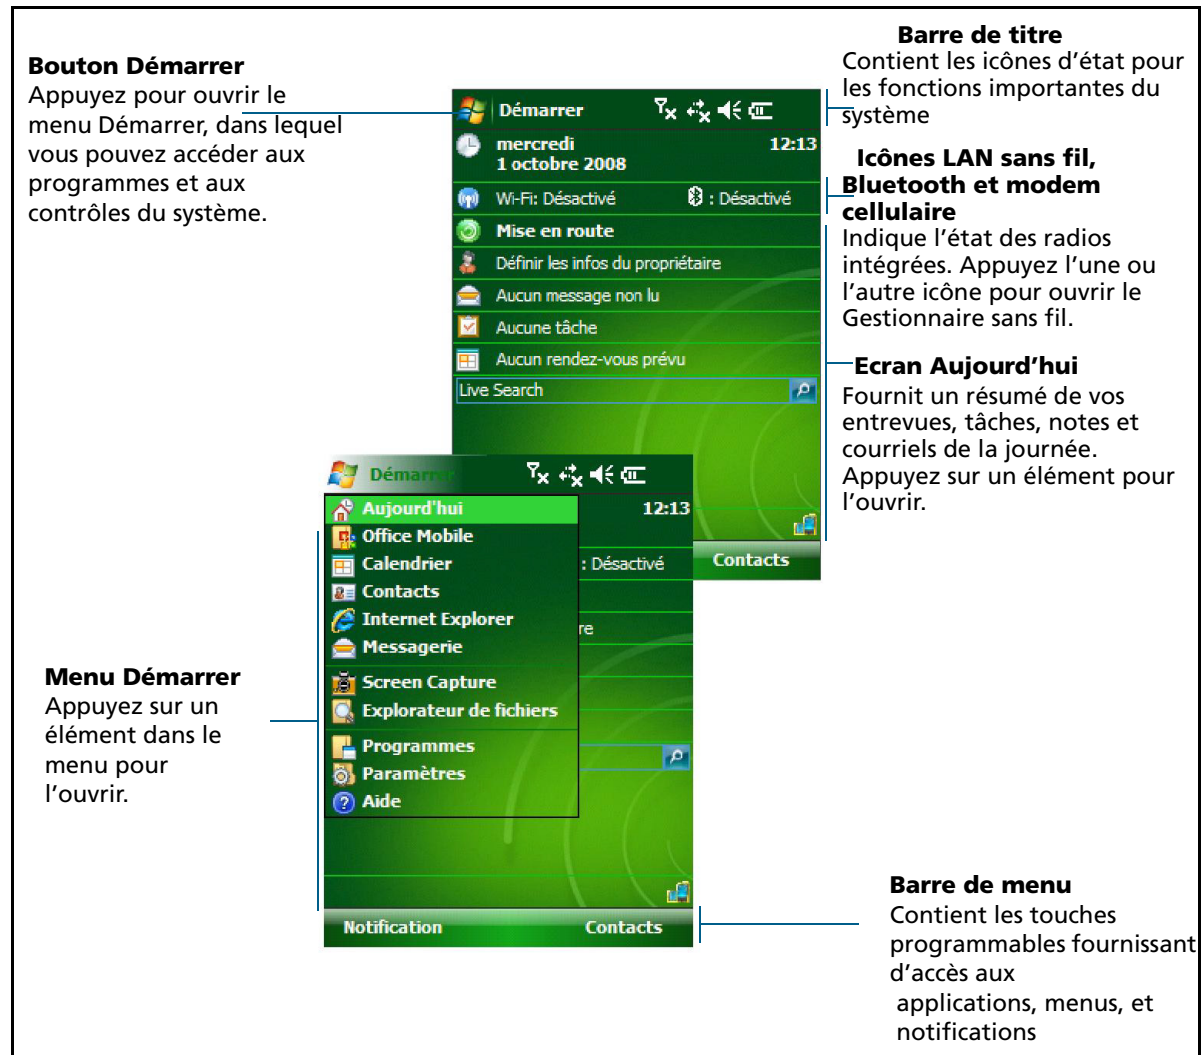 Bouton Démarrer
Appuyez pour ouvrir le
menu Démarrer, dans lequel
vous pouvez accéder aux
programmes et aux
contrôles du système.
Barre de titre
Contient les icônes d’état pour
les fonctions importantes du
système
Icônes LAN sans fil,
Bluetooth et modem
cellulaire
Indique l’état des radios
intégrées. Appuyez l’une ou
l’autre icône pour ouvrir le
Gestionnaire sans fil.
Ecran Aujourd’hui
Fournit un résumé de vos
entrevues, tâches, notes et
courriels de la journée.
Appuyez sur un élément pour
l’ouvrir.
Démarrer
mercredi 12:13
1 octobre 2008
Wi-Fi: Désactivé : Désactivé
Mise en route
Définir les infos du propriétaire
Aucun message non lu
Aucune tâche
Aucun rendez-vous prévu
Live Search
Contacts
Démarrer
Aujourd'hui 12:13
Office Mobile
Calendrier : Désactivé
Contacts
Internet Explorer
re
Messagerie
Screen Capture
Explorateur de fichiers
Programmes
Paramètres
Aide
Notification Contacts
Menu Démarrer
Appuyez sur un
élément dans le
menu pour
l’ouvrir.
Barre de menu
Contient les touches
programmables fournissant
d’accès aux
applications, menus, et
notifications